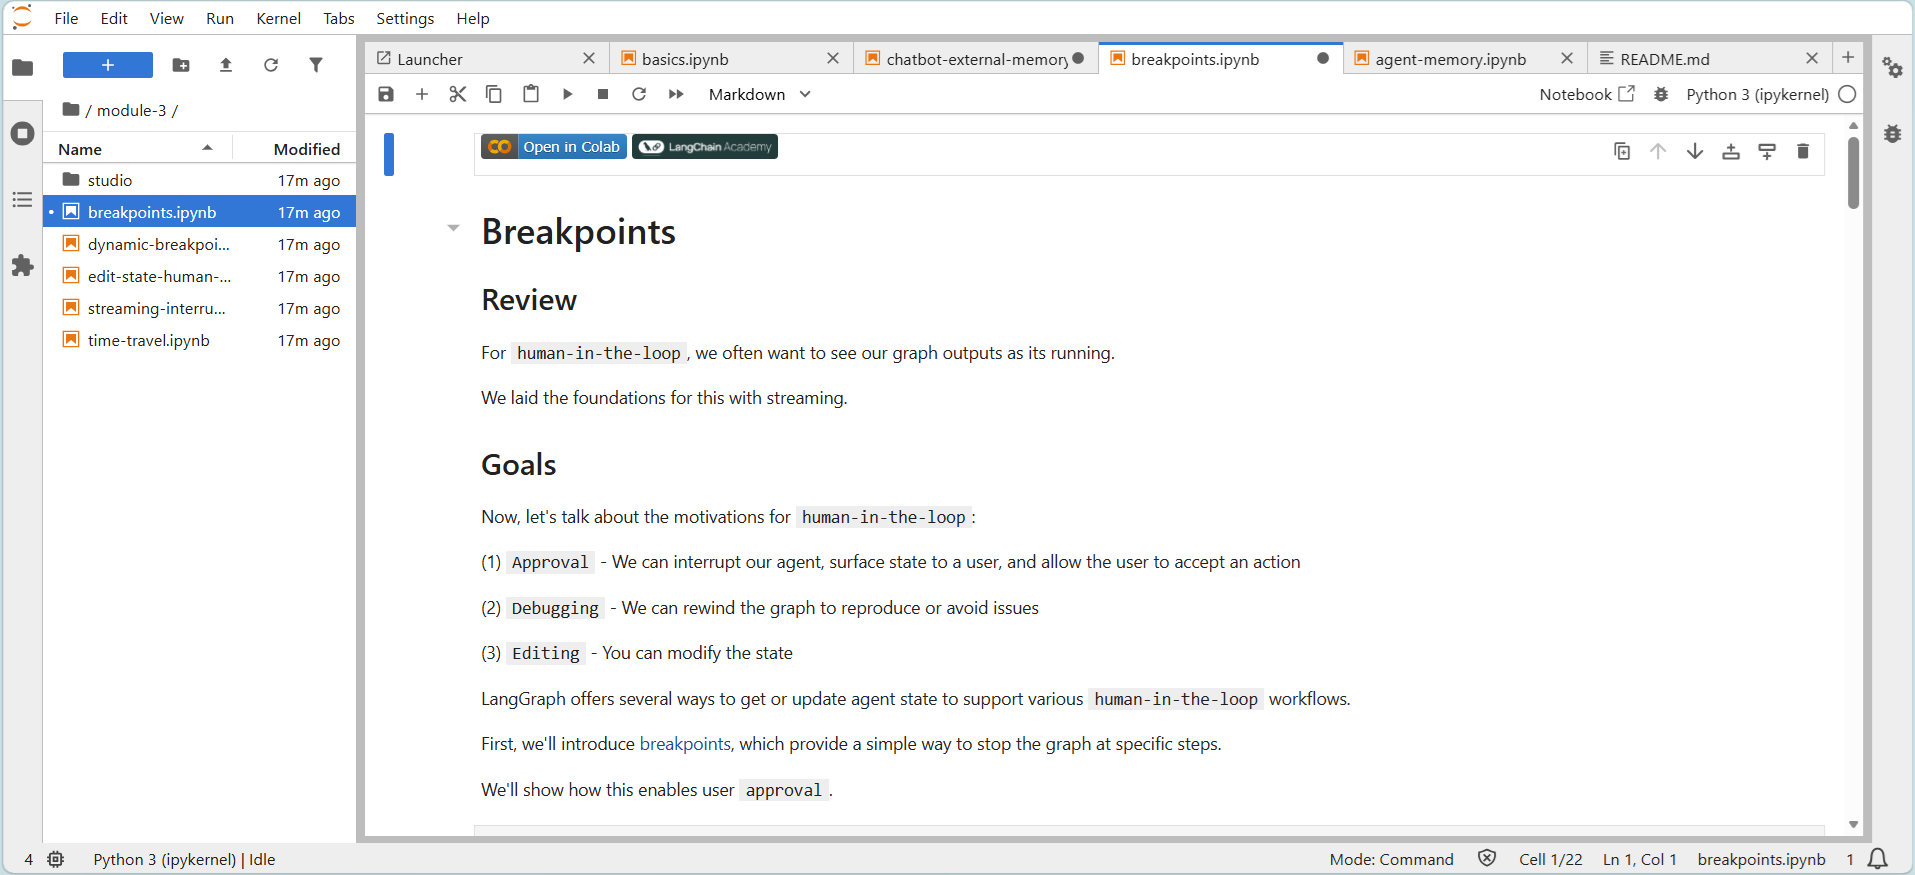 File Edit View Run Kernel Tabs Settings Help
/ module-3 /
Name Modified
studio 17m ago
breakpoints.ipynb 17m ago
dynamic-breakpoi... 17m ago
edit-state-human-... 17m ago
streaming-interru... 17m ago
time-travel.ipynb 17m ago
Launcher basics.ipynb chatbot-external-memory breakpoints.ipynb agent-memory.ipynb README.md
Markdown Notebook Python 3 (ipykernel)
Open in Colab LangChain Academy
Breakpoints
Review
For human-in-the-loop , we often want to see our graph outputs as its running.
We laid the foundations for this with streaming.
Goals
Now, let's talk about the motivations for human-in-the-loop :
(1) Approval - We can interrupt our agent, surface state to a user, and allow the user to accept an action
(2) Debugging - We can rewind the graph to reproduce or avoid issues
(3) Editing - You can modify the state
LangGraph offers several ways to get or update agent state to support various human-in-the-loop workflows.
First, we'll introduce breakpoints, which provide a simple way to stop the graph at specific steps.
We'll show how this enables user approval .
4 Python 3 (ipykernel) | Idle Mode: Command Cell 1/22 Ln 1, Col 1 breakpoints.ipynb 1